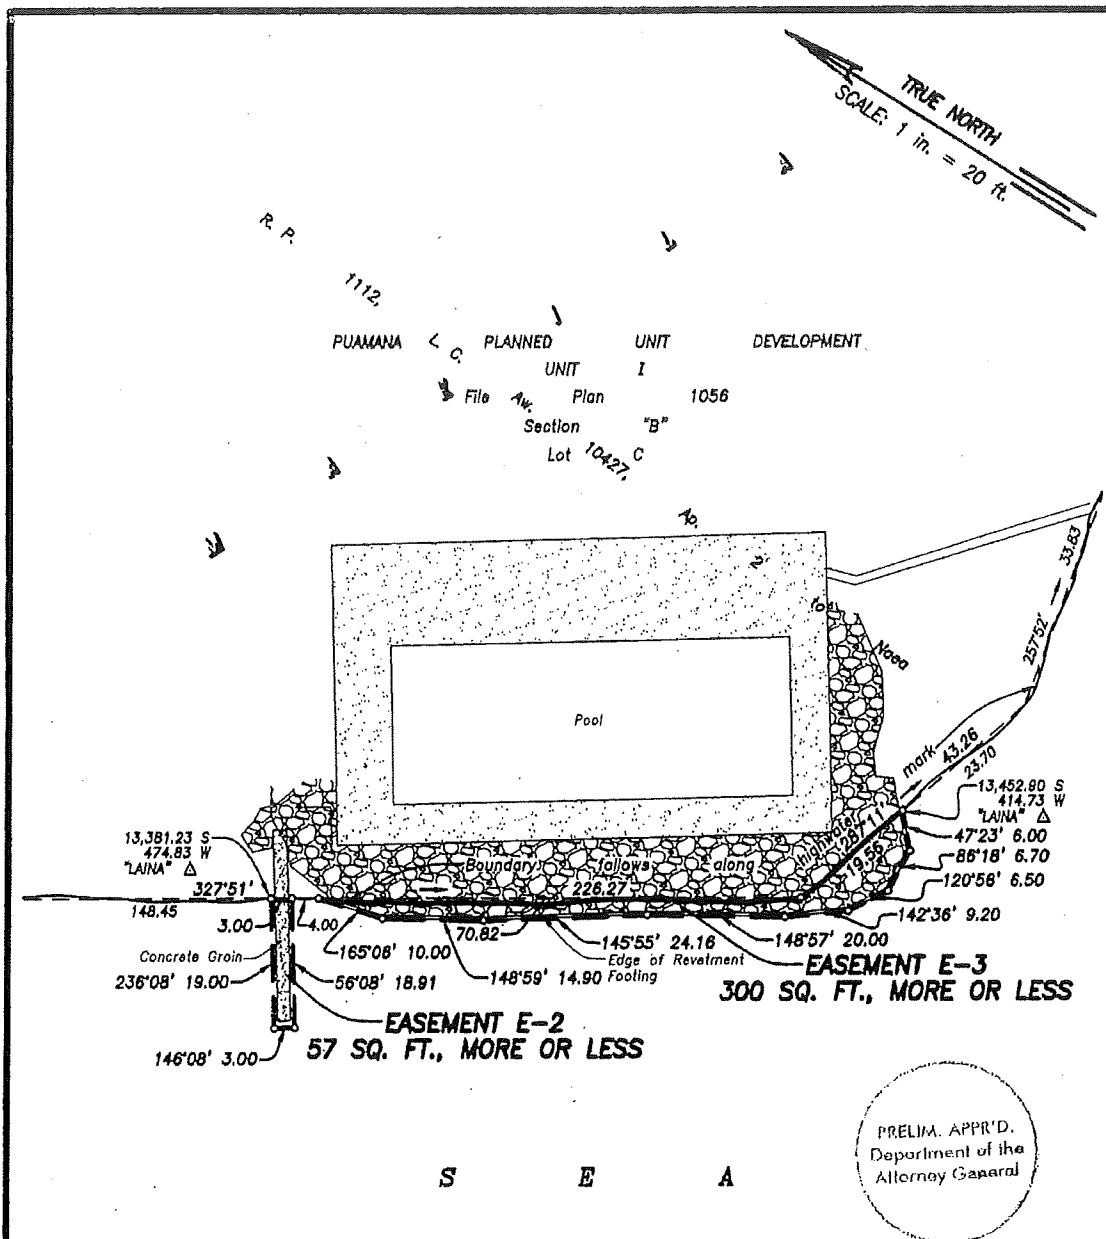 TRUE NORTH
SCALE: 1 in. = 20 ft.
R. P.
1112,
L. C.
Aw.
10427,
Ap.
2,
to
Naea
PUAMANA PLANNED UNIT DEVELOPMENT
UNIT I
File Plan 1056
Section "B"
Lot C
Pool
33.83
257°52'
mark
43.26
23.70
highwater
287°11'
19.56
13,452.90 S
414.73 W
"LAINA" △
47°23' 6.00
86°18' 6.70
120°58' 6.50
142°36' 9.20
148°57' 20.00
13,381.23 S
474.83 W
"LAINA" △
327°51'
148.45
Boundary follows along
226.27
3.00
4.00
70.82
165°08' 10.00
145°55' 24.16
Edge of Revetment
Footing
148°59' 14.90
Concrete Groin
236°08' 19.00
56°08' 18.91
EASEMENT E-3
300 SQ. FT., MORE OR LESS
EASEMENT E-2
57 SQ. FT., MORE OR LESS
146°08' 3.00
PRELIM. APPR'D.
Department of the
Attorney General
S E A